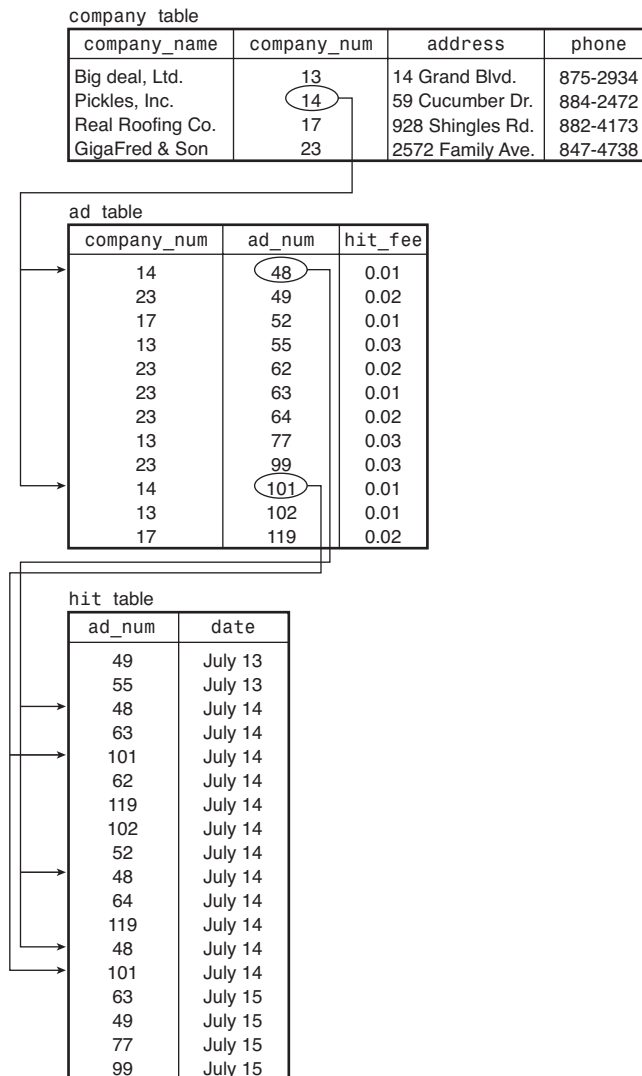 company table
company_name company_num address phone
Big deal, Ltd. 13 14 Grand Blvd. 875-2934
Pickles, Inc. 14 59 Cucumber Dr. 884-2472
Real Roofing Co. 17 928 Shingles Rd. 882-4173
GigaFred & Son 23 2572 Family Ave. 847-4738
ad table
company_num ad_num hit_fee
14 48 0.01
23 49 0.02
17 52 0.01
13 55 0.03
23 62 0.02
23 63 0.01
23 64 0.02
13 77 0.03
23 99 0.03
14 101 0.01
13 102 0.01
17 119 0.02
hit table
ad_num date
49 July 13
55 July 13
48 July 14
63 July 14
101 July 14
62 July 14
119 July 14
102 July 14
52 July 14
48 July 14
64 July 14
119 July 14
48 July 14
101 July 14
63 July 15
49 July 15
77 July 15
99 July 15